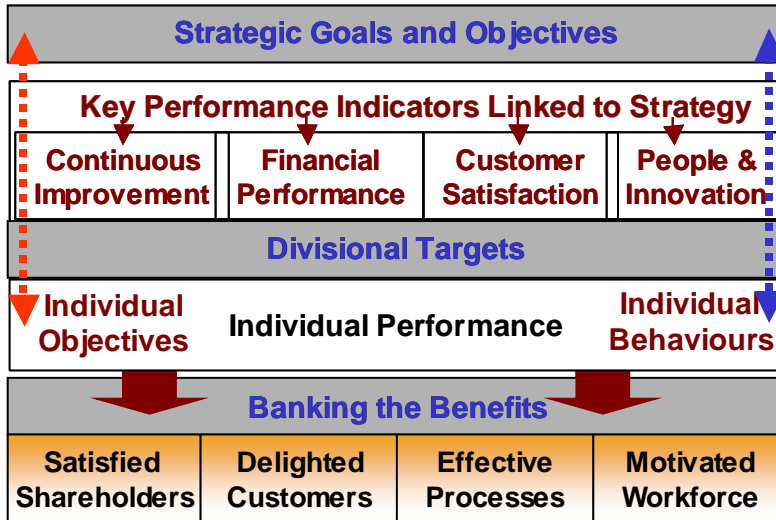 Strategic Goals and Objectives
Key Performance Indicators Linked to Strategy
Continuous
Improvement
Financial
Performance
Customer
Satisfaction
People &
Innovation
Divisional Targets
Individual
Objectives
Individual Performance
Individual
Behaviours
Banking the Benefits
Satisfied
Shareholders
Delighted
Customers
Effective
Processes
Motivated
Workforce